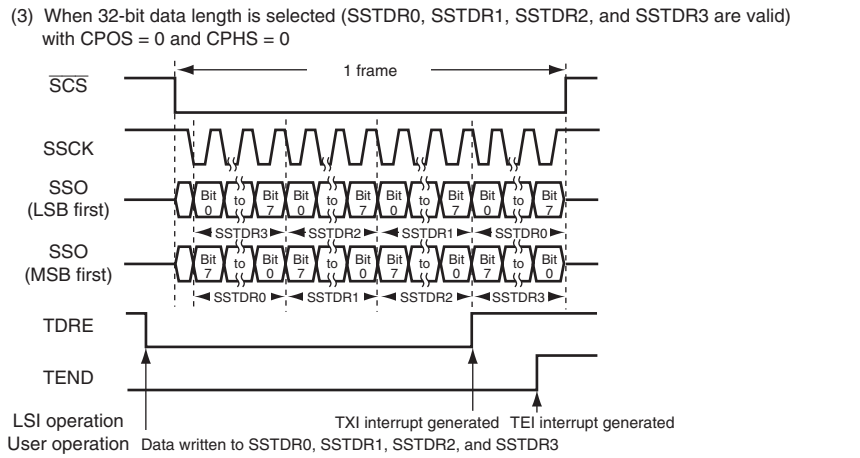 (3) When 32-bit data length is selected (SSTDR0, SSTDR1, SSTDR2, and SSTDR3 are valid)
with CPOS = 0 and CPHS = 0
1 frame
SCS
SSCK
SSO
(LSB first)
Bit 0 to Bit 7 Bit 0 to Bit 7 Bit 0 to Bit 7 Bit 0 to Bit 7
SSTDR3 SSTDR2 SSTDR1 SSTDR0
SSO
(MSB first)
Bit 7 to Bit 0 Bit 7 to Bit 0 Bit 7 to Bit 0 Bit 7 to Bit 0
SSTDR0 SSTDR1 SSTDR2 SSTDR3
TDRE
TEND
LSI operation TXI interrupt generated TEI interrupt generated
User operation Data written to SSTDR0, SSTDR1, SSTDR2, and SSTDR3